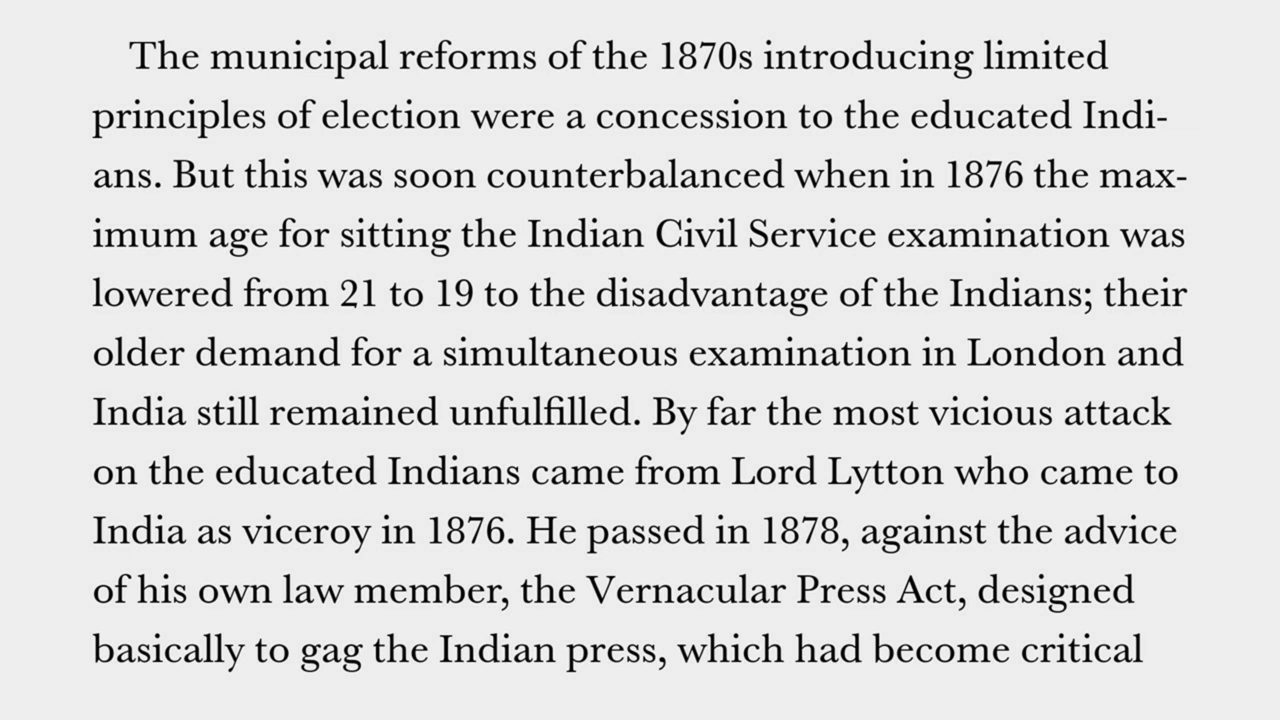 The municipal reforms of the 1870s introducing limited
principles of election were a concession to the educated Indi-
ans. But this was soon counterbalanced when in 1876 the max-
imum age for sitting the Indian Civil Service examination was
lowered from 21 to 19 to the disadvantage of the Indians; their
older demand for a simultaneous examination in London and
India still remained unfulfilled. By far the most vicious attack
on the educated Indians came from Lord Lytton who came to
India as viceroy in 1876. He passed in 1878, against the advice
of his own law member, the Vernacular Press Act, designed
basically to gag the Indian press, which had become critical